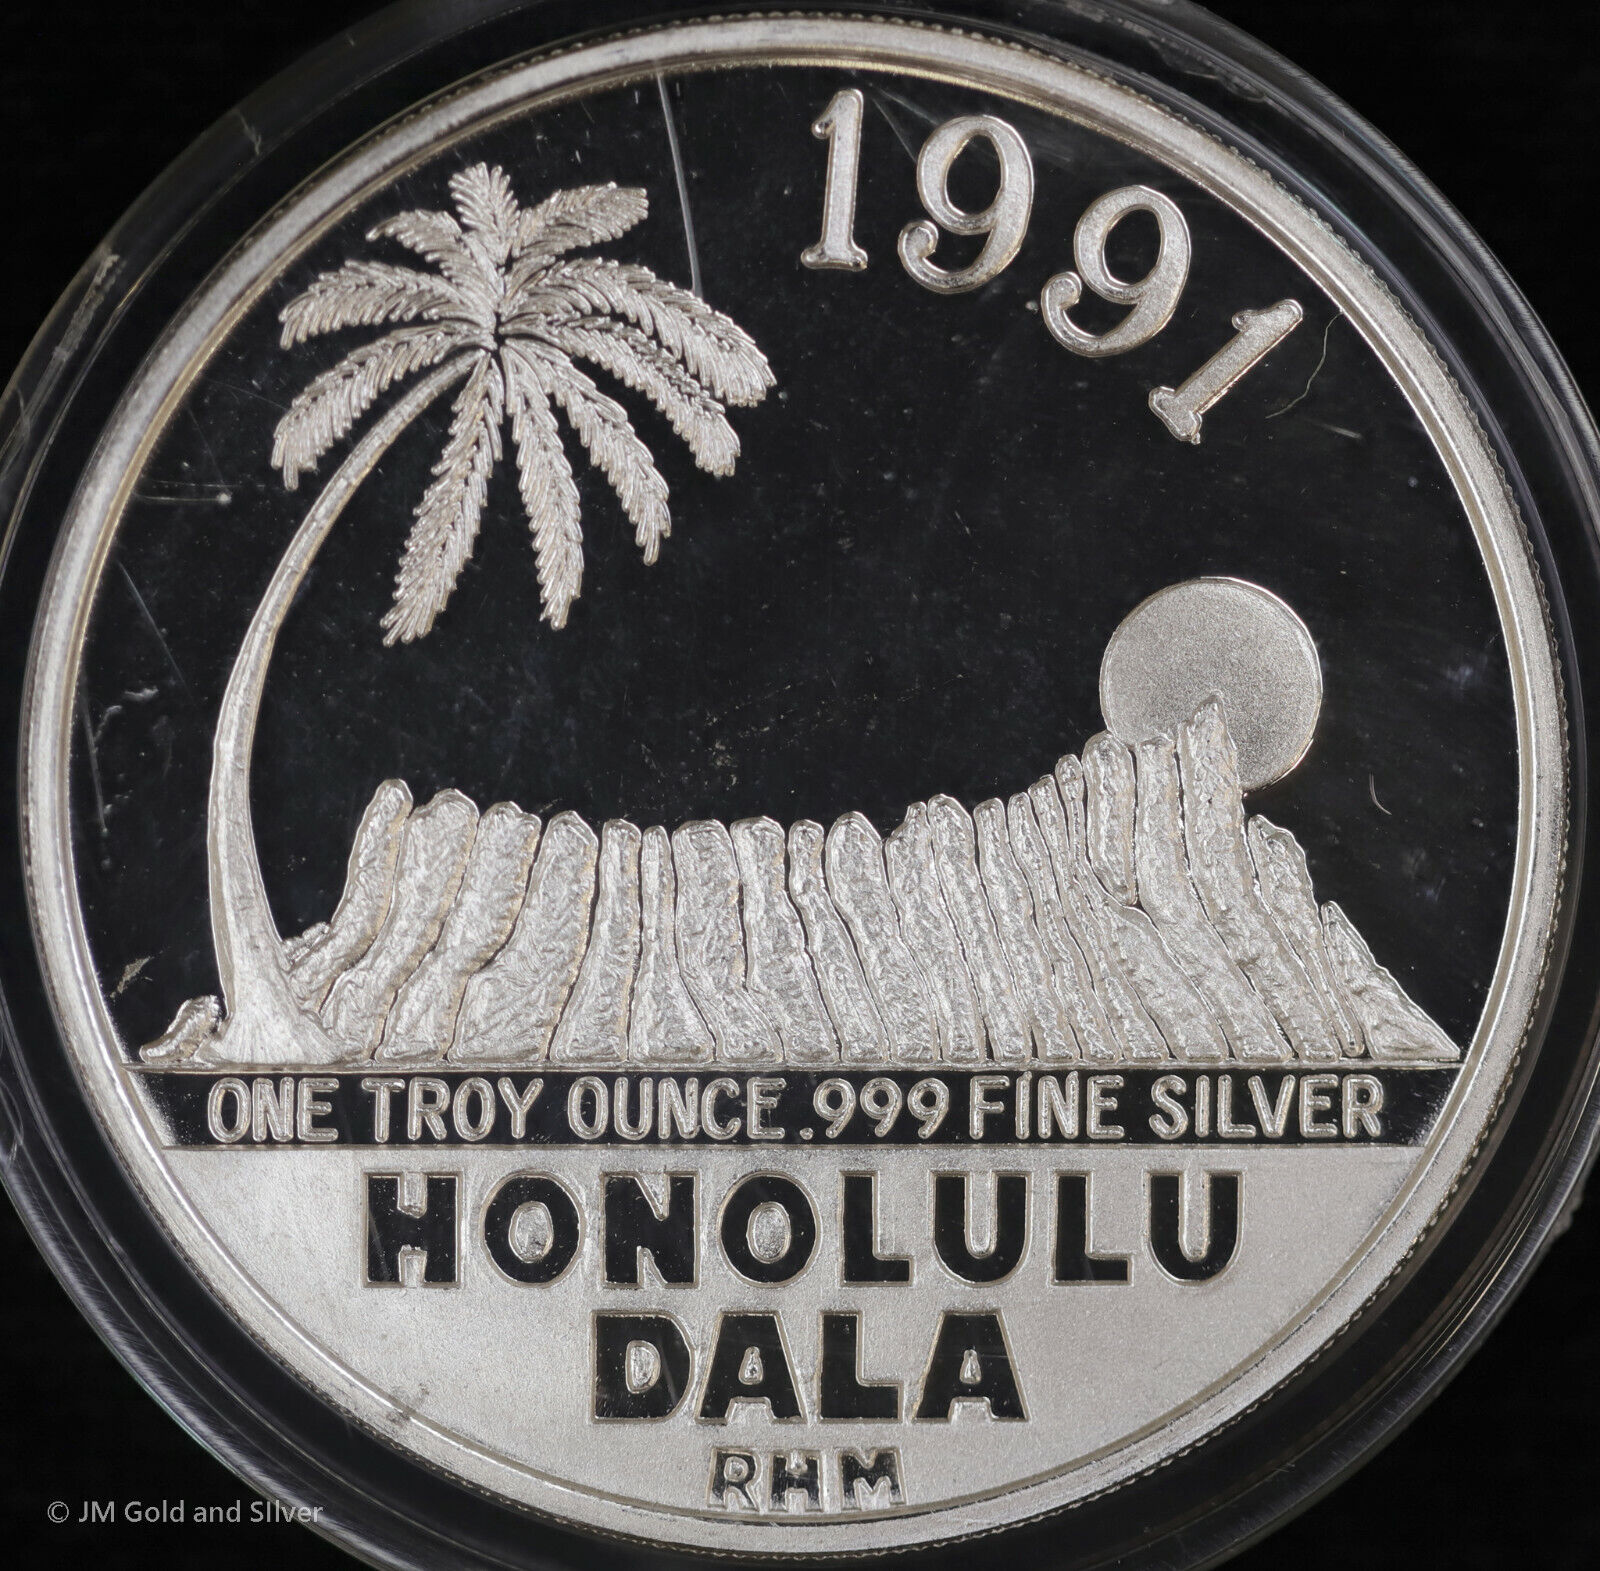 1991
ONE TROY OUNCE .999 FINE SILVER
HONOLULU
DALA
RHM
© JM Gold and Silver